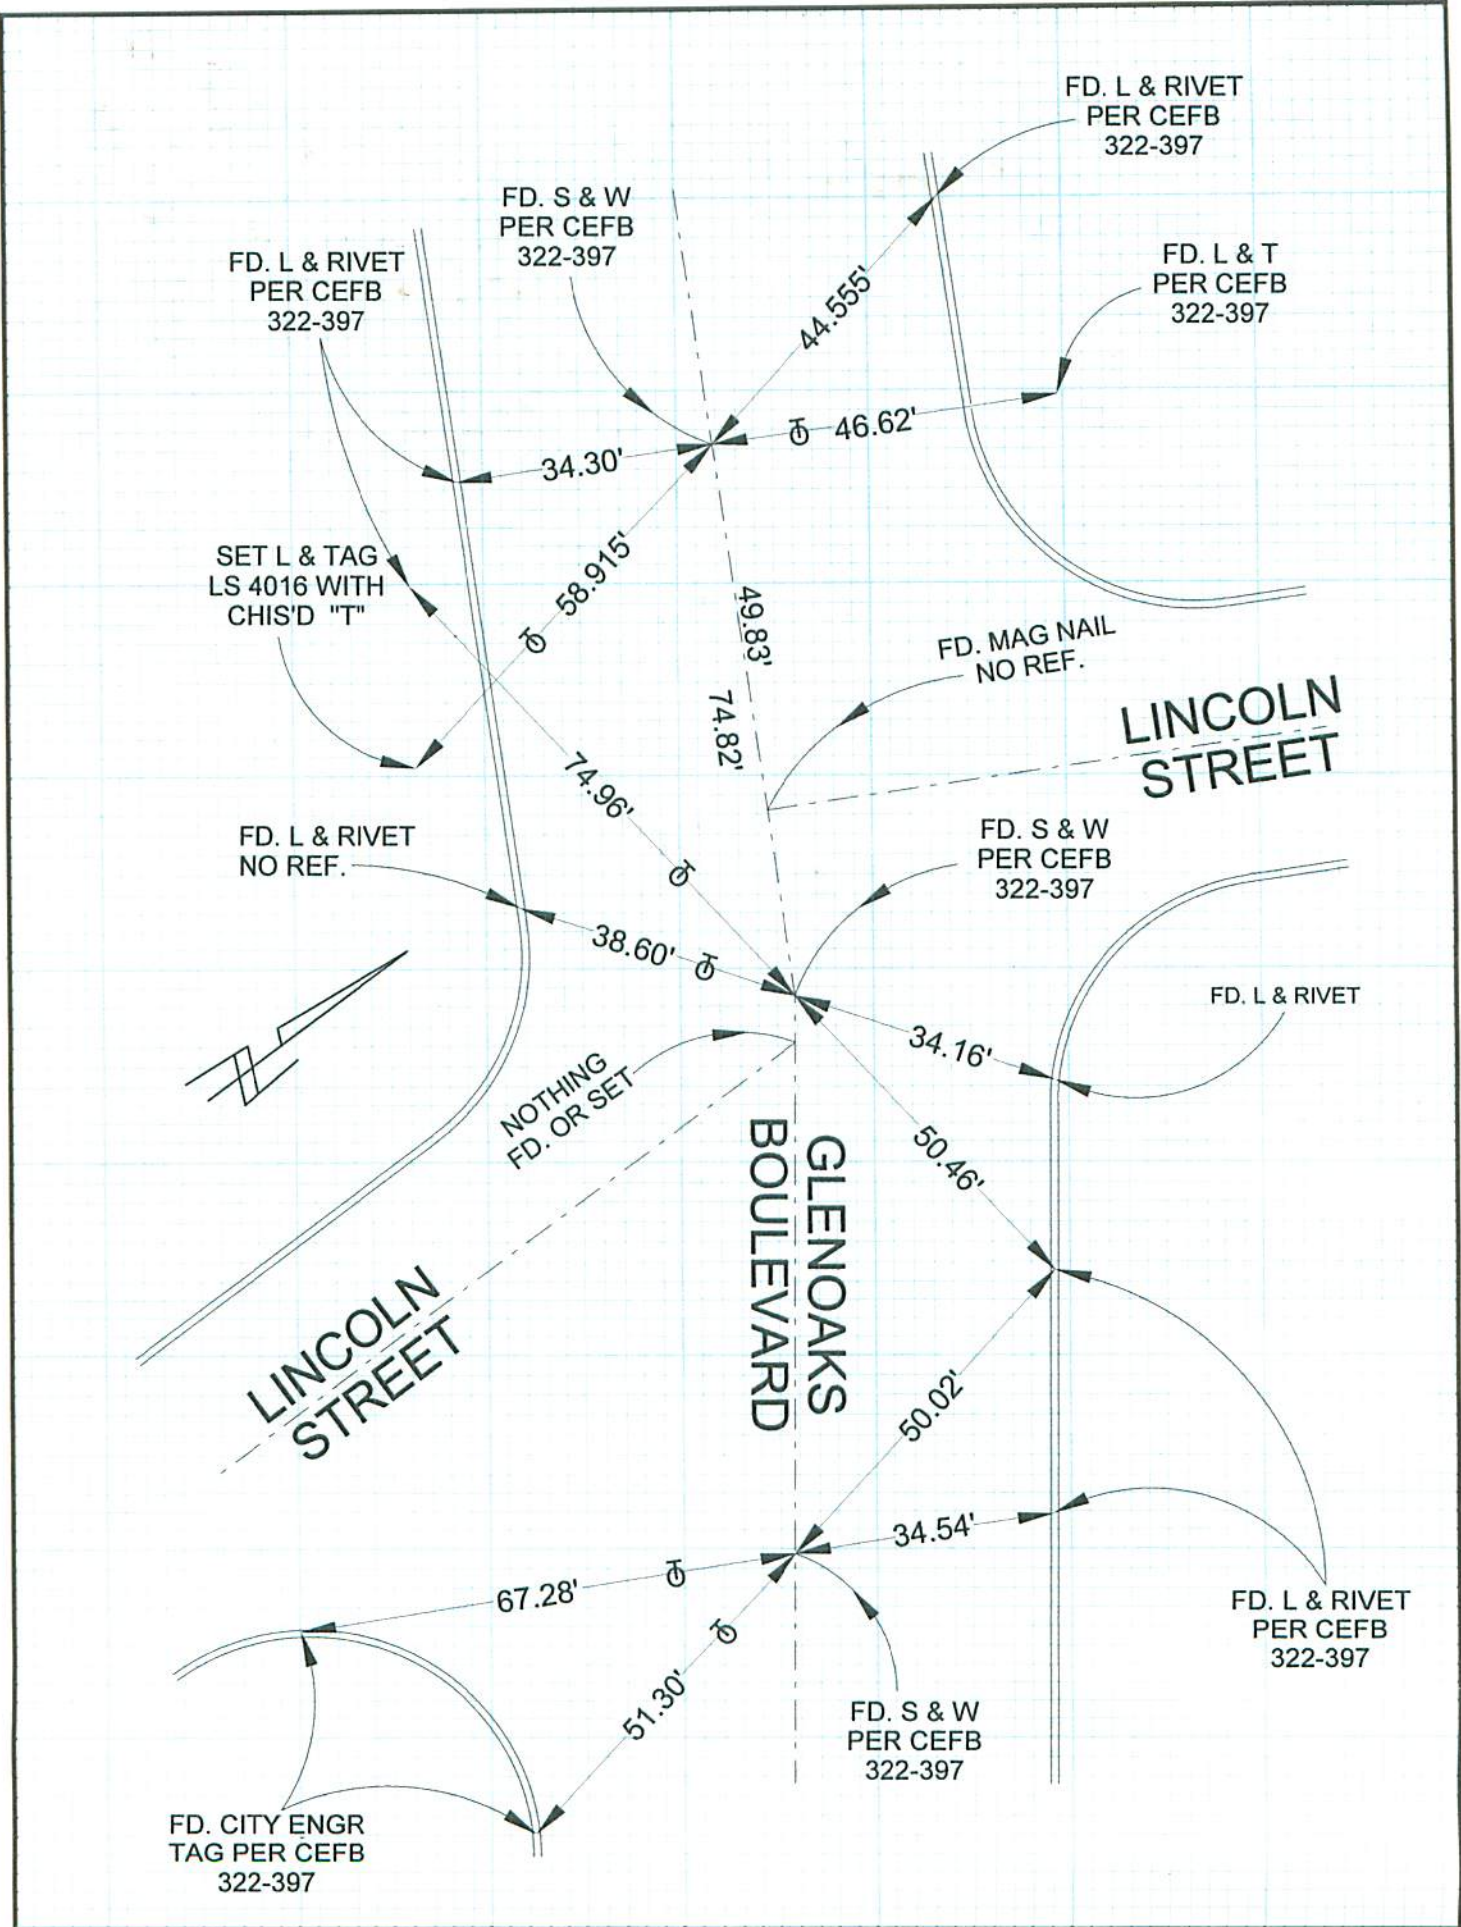 FD. L & RIVET
PER CEFB
322-397
FD. S & W
PER CEFB
322-397
FD. L & RIVET
PER CEFB
322-397
FD. L & T
PER CEFB
322-397
44.555'
46.62'
34.30'
58.915'
SET L & TAG
LS 4016 WITH
CHIS'D "T"
49.83'
74.82'
FD. MAG NAIL
NO REF.
LINCOLN
STREET
74.96'
FD. L & RIVET
NO REF.
FD. S & W
PER CEFB
322-397
38.60'
FD. L & RIVET
34.16'
NOTHING
FD. OR SET
50.46'
GLENOAKS
BOULEVARD
LINCOLN
STREET
50.02'
34.54'
67.28'
51.30'
FD. L & RIVET
PER CEFB
322-397
FD. S & W
PER CEFB
322-397
FD. CITY ENGR
TAG PER CEFB
322-397